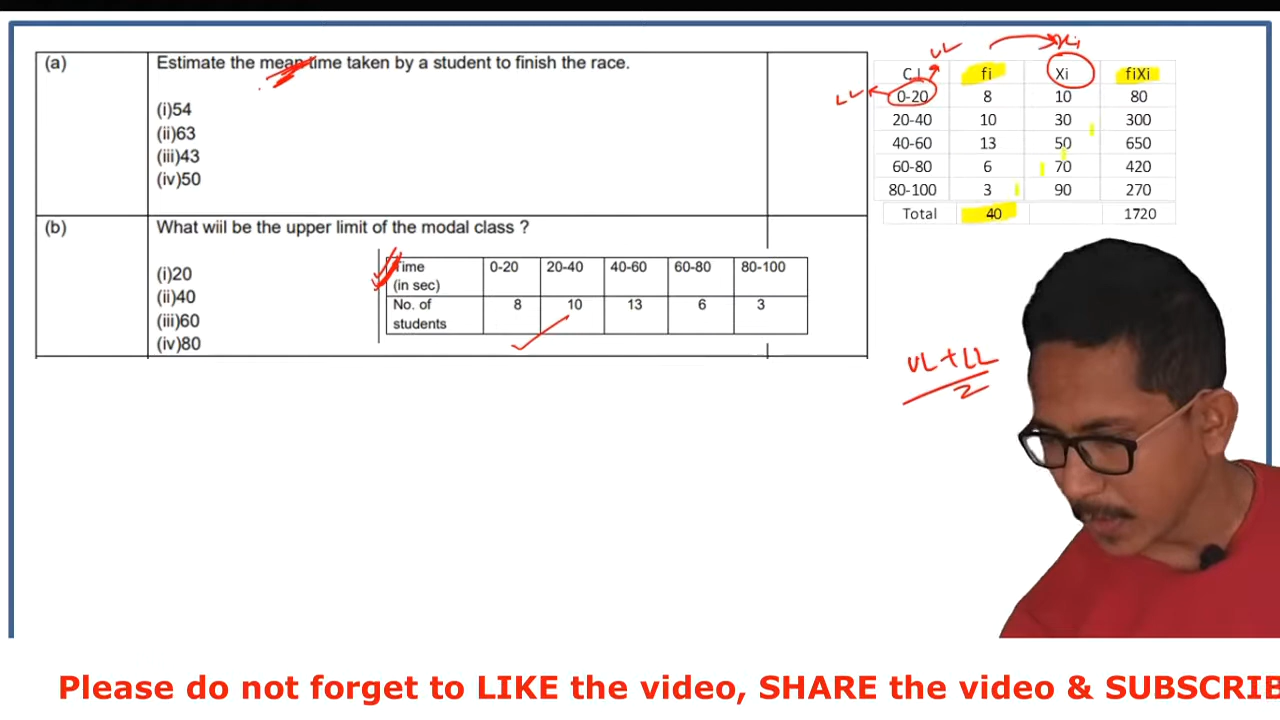 (a)
Estimate the mean time taken by a student to finish the race.
(i)54
(ii)63
(iii)43
(iv)50
(b)
What wiil be the upper limit of the modal class ?
(i)20
(ii)40
(iii)60
(iv)80
Time (in sec) 0-20 20-40 40-60 60-80 80-100
No. of students 8 10 13 6 3
UL
xi
LL
C.I fi Xi fiXi
0-20 8 10 80
20-40 10 30 300
40-60 13 50 650
60-80 6 70 420
80-100 3 90 270
Total 40 1720
UL+LL
2
Please do not forget to LIKE the video, SHARE the video & SUBSCRIB